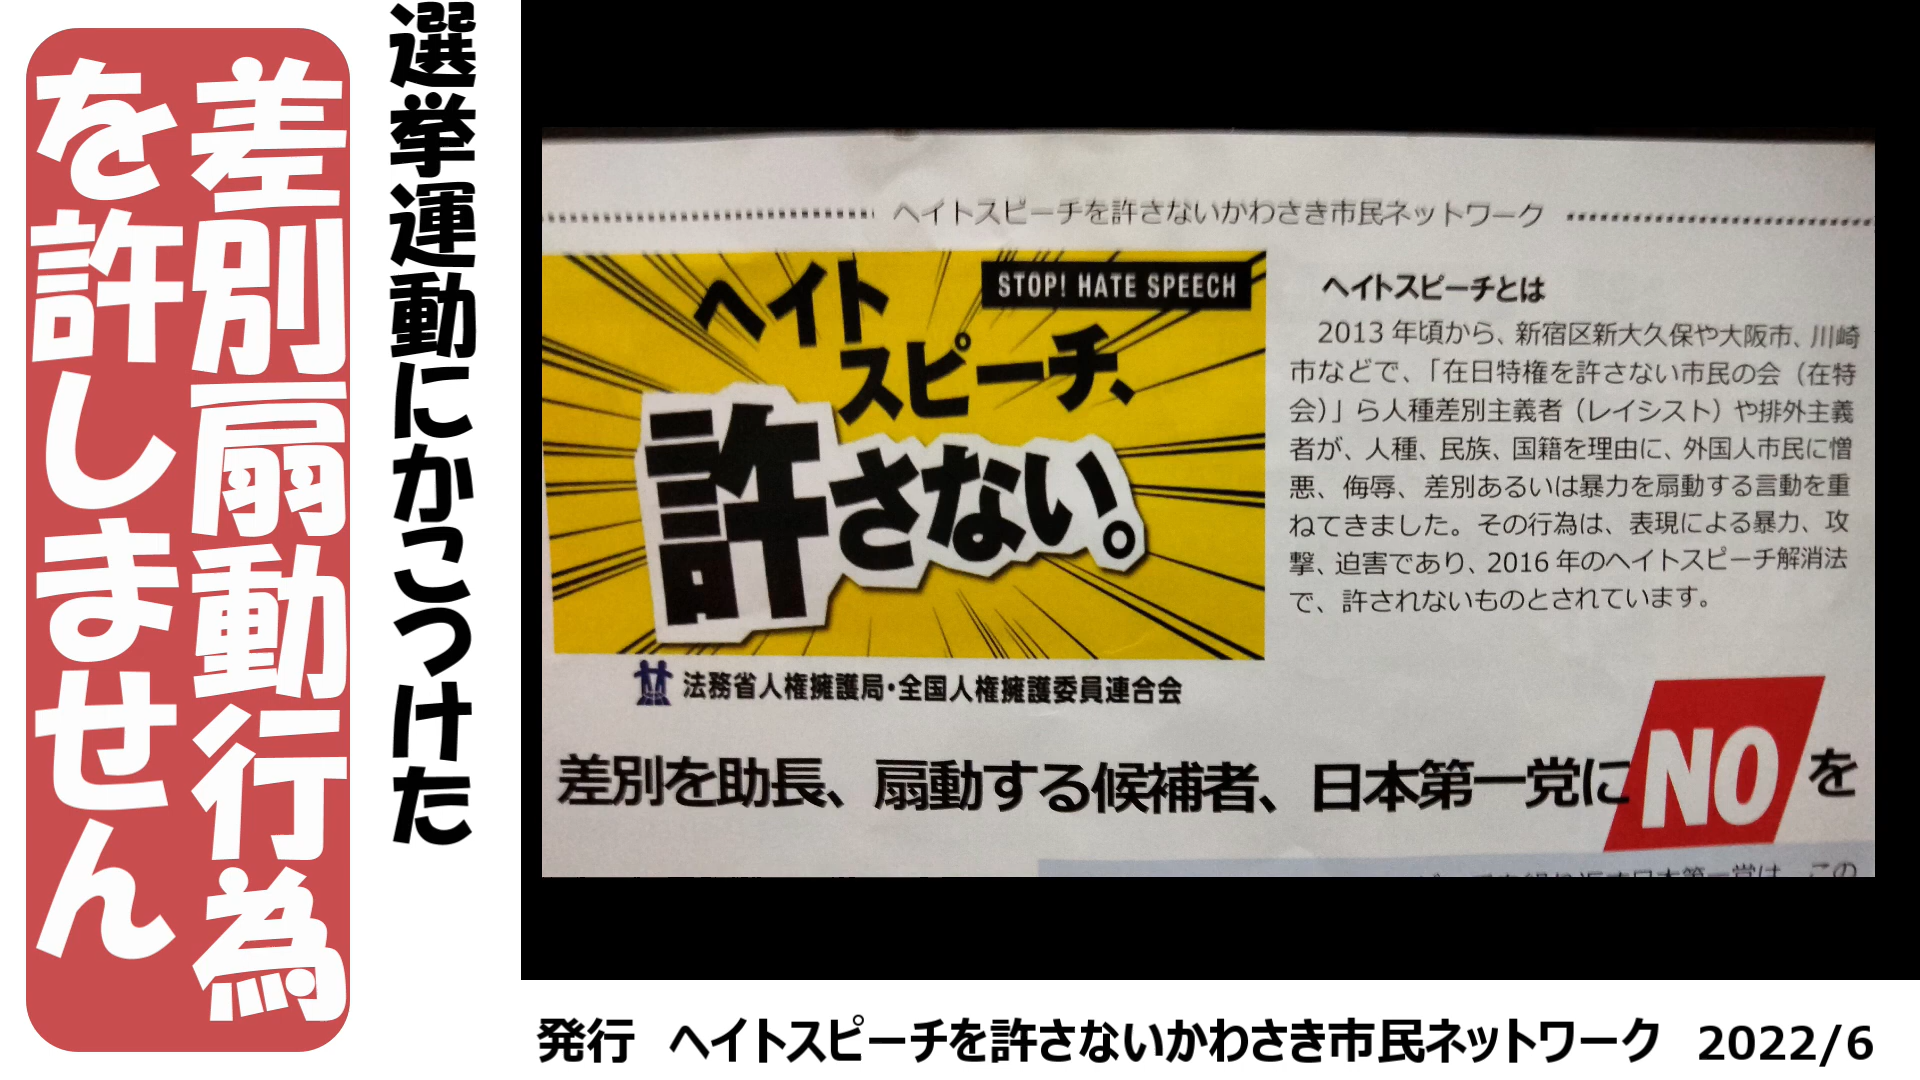 選挙運動にかこつけた
差別扇動行為
を許しません
ヘイトスピーチを許さないかわさき市民ネットワーク
STOP! HATE SPEECH
ヘイト
スピーチ、
許さない。
法務省人権擁護局・全国人権擁護委員連合会
ヘイトスピーチとは
2013年頃から、新宿区新大久保や大阪市、川崎
市などで、「在日特権を許さない市民の会（在特
会）」ら人種差別主義者（レイシスト）や排外主義
者が、人種、民族、国籍を理由に、外国人市民に憎
悪、侮辱、差別あるいは暴力を扇動する言動を重
ねてきました。その行為は、表現による暴力、攻
撃、迫害であり、2016年のヘイトスピーチ解消法
で、許されないものとされています。
差別を助長、扇動する候補者、日本第一党にNOを
日本第一党は、この
発行 ヘイトスピーチを許さないかわさき市民ネットワーク 2022/6